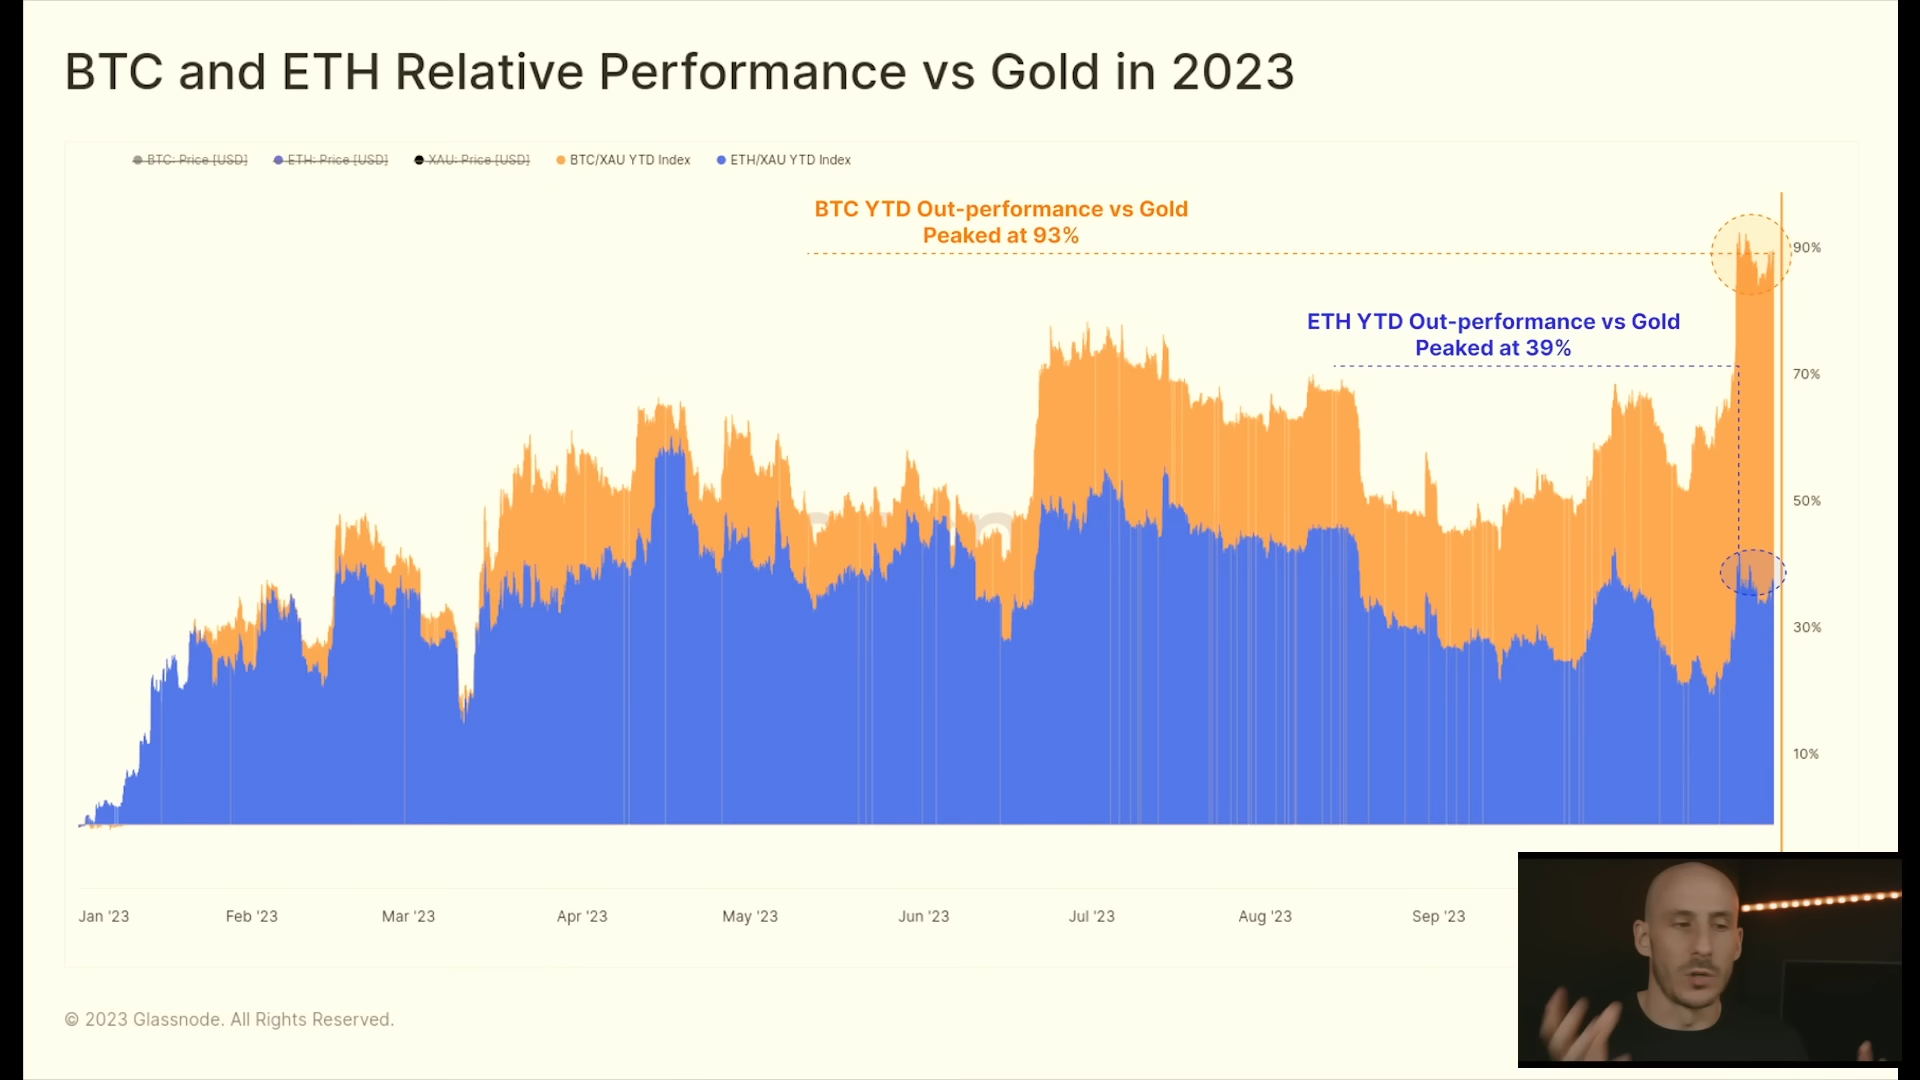 BTC and ETH Relative Performance vs Gold in 2023
BTC: Price [USD] ETH: Price [USD] XAU: Price [USD] BTC/XAU YTD Index ETH/XAU YTD Index
BTC YTD Out-performance vs Gold
Peaked at 93%
90%
ETH YTD Out-performance vs Gold
Peaked at 39%
70%
50%
30%
10%
Jan '23 Feb '23 Mar '23 Apr '23 May '23 Jun '23 Jul '23 Aug '23 Sep '23
© 2023 Glassnode. All Rights Reserved.